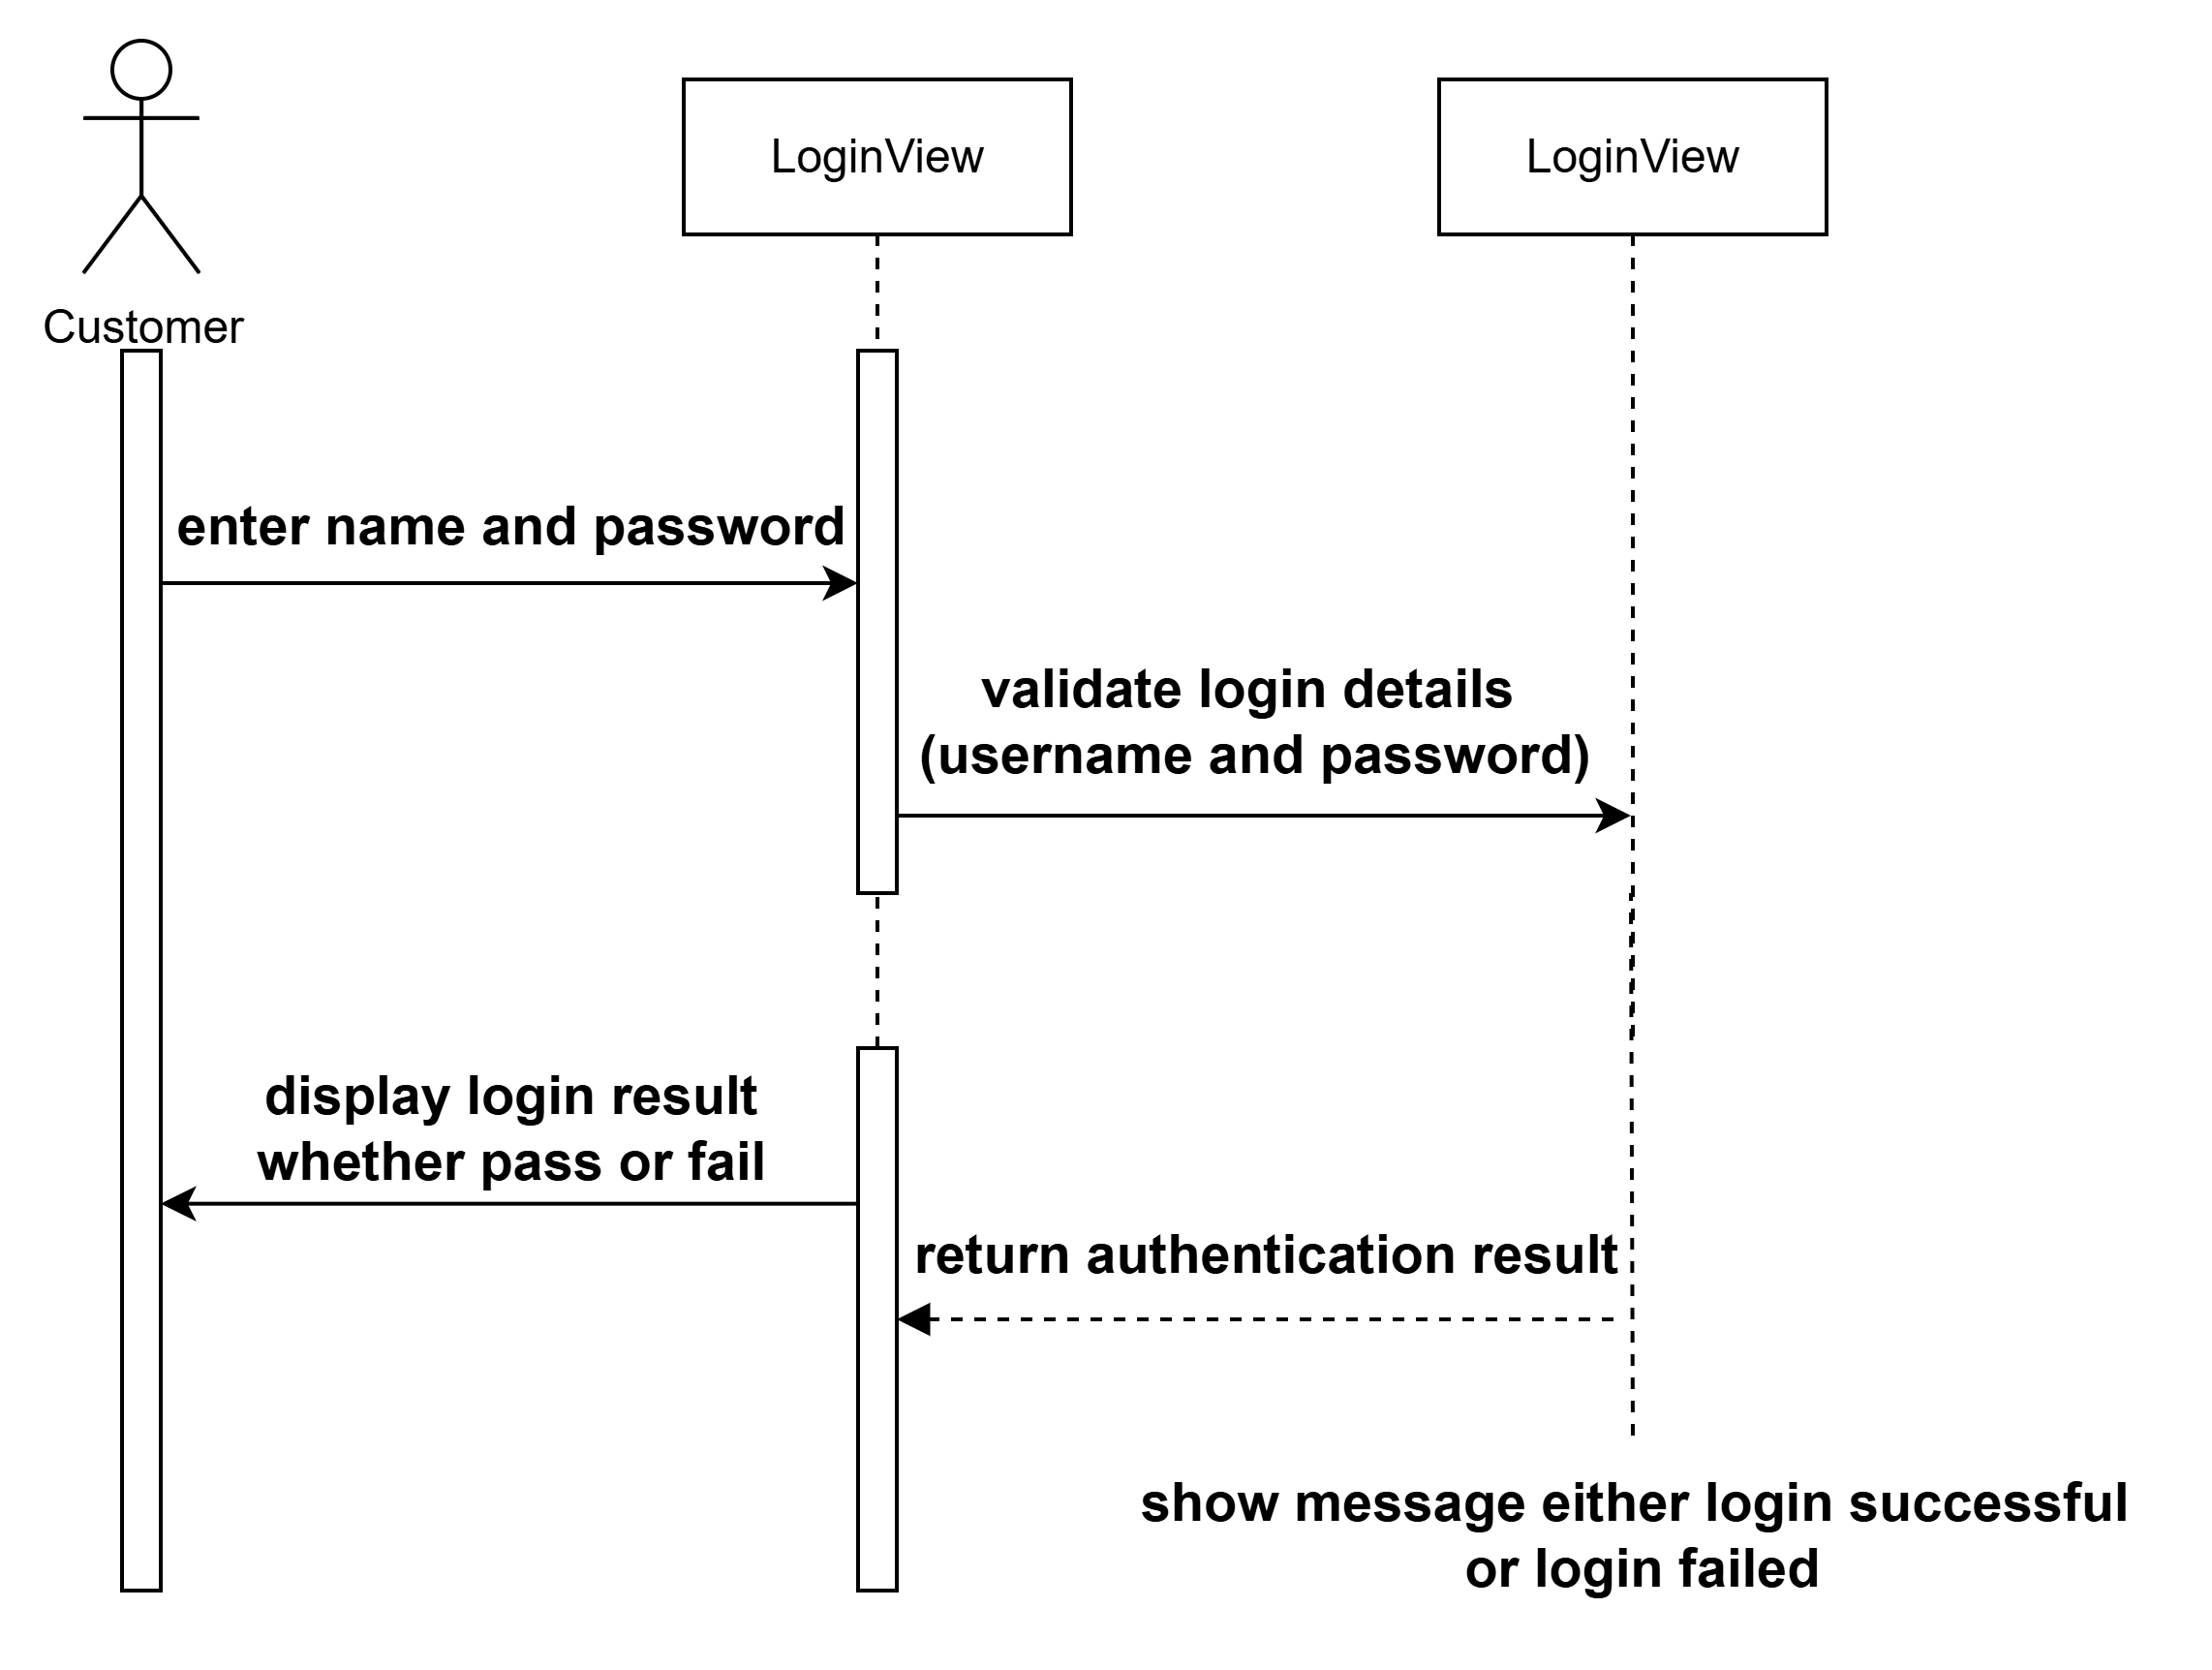 LoginView
LoginView
Customer
enter name and password
validate login details
(username and password)
display login result
whether pass or fail
return authentication result
show message either login successful
or login failed